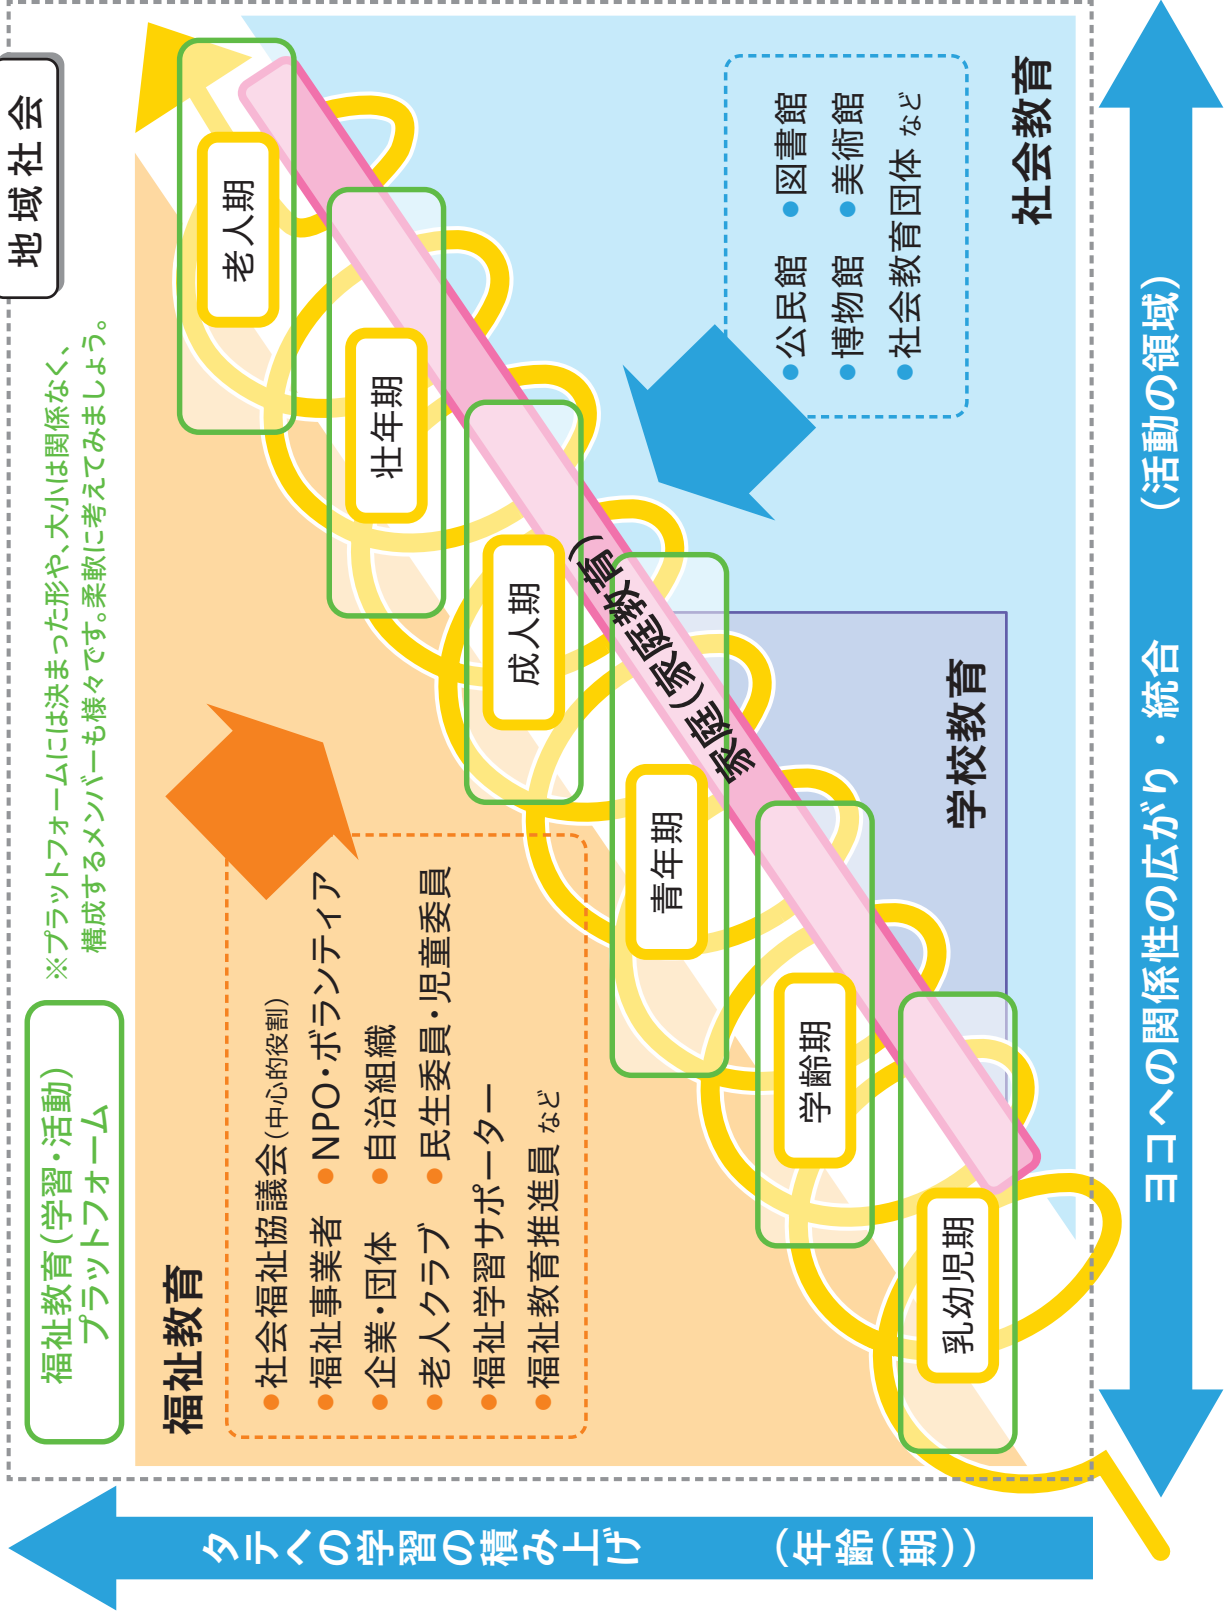 地域社会
福祉教育(学習・活動)
プラットフォーム
※プラットフォームには決まった形や、大小は関係なく、
構成するメンバーも様々です。柔軟に考えてみましょう。
福祉教育
● 社会福祉協議会(中心的役割)
● 福祉事業者 ● NPO・ボランティア
● 企業・団体 ● 自治組織
● 老人クラブ ● 民生委員・児童委員
● 福祉学習サポーター
● 福祉教育推進員 など
老人期
壮年期
成人期
青年期
学齢期
乳幼児期
家庭(家庭教育)
● 公民館 ● 図書館
● 博物館 ● 美術館
● 社会教育団体 など
社会教育
学校教育
タテへの学習の積み上げ (年齢(期))
ヨコへの関係性の広がり・統合 (活動の領域)